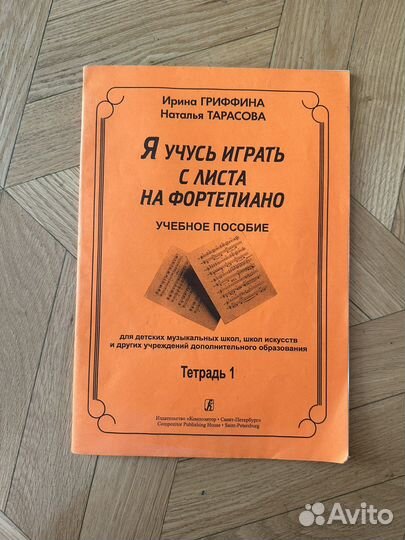 Ирина ГРИФФИНА
Наталья ТАРАСОВА
Я УЧУСЬ ИГРАТЬ
С ЛИСТА
НА ФОРТЕПИАНО
УЧЕБНОЕ ПОСОБИЕ
для детских музыкальных школ, школ искусств
и других учреждений дополнительного образования
Тетрадь 1
Издательство «Композитор • Санкт-Петербург»
Compozitor Publishing House • Saint-Petersburg
Avito